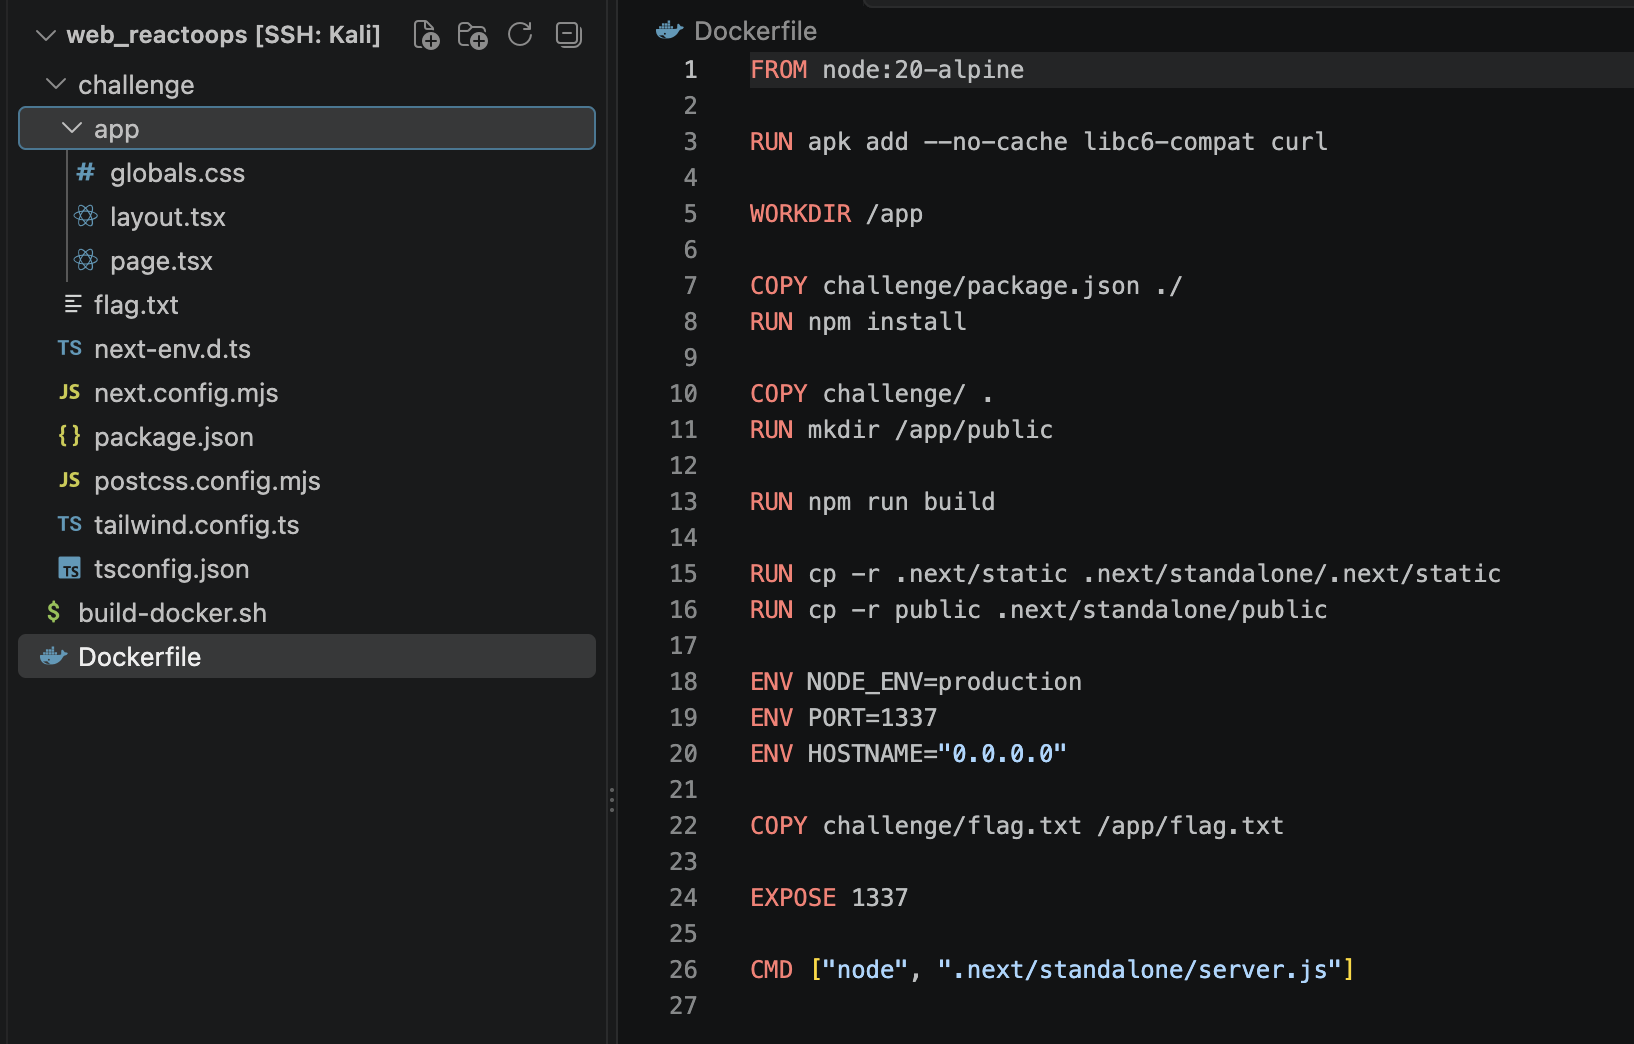 web_reactoops [SSH: Kali]
challenge
app
# globals.css
layout.tsx
page.tsx
flag.txt
TS next-env.d.ts
JS next.config.mjs
{} package.json
JS postcss.config.mjs
TS tailwind.config.ts
TS tsconfig.json
$ build-docker.sh
Dockerfile
Dockerfile
1 FROM node:20-alpine
2
3 RUN apk add --no-cache libc6-compat curl
4
5 WORKDIR /app
6
7 COPY challenge/package.json ./
8 RUN npm install
9
10 COPY challenge/ .
11 RUN mkdir /app/public
12
13 RUN npm run build
14
15 RUN cp -r .next/static .next/standalone/.next/static
16 RUN cp -r public .next/standalone/public
17
18 ENV NODE_ENV=production
19 ENV PORT=1337
20 ENV HOSTNAME="0.0.0.0"
21
22 COPY challenge/flag.txt /app/flag.txt
23
24 EXPOSE 1337
25
26 CMD ["node", ".next/standalone/server.js"]
27